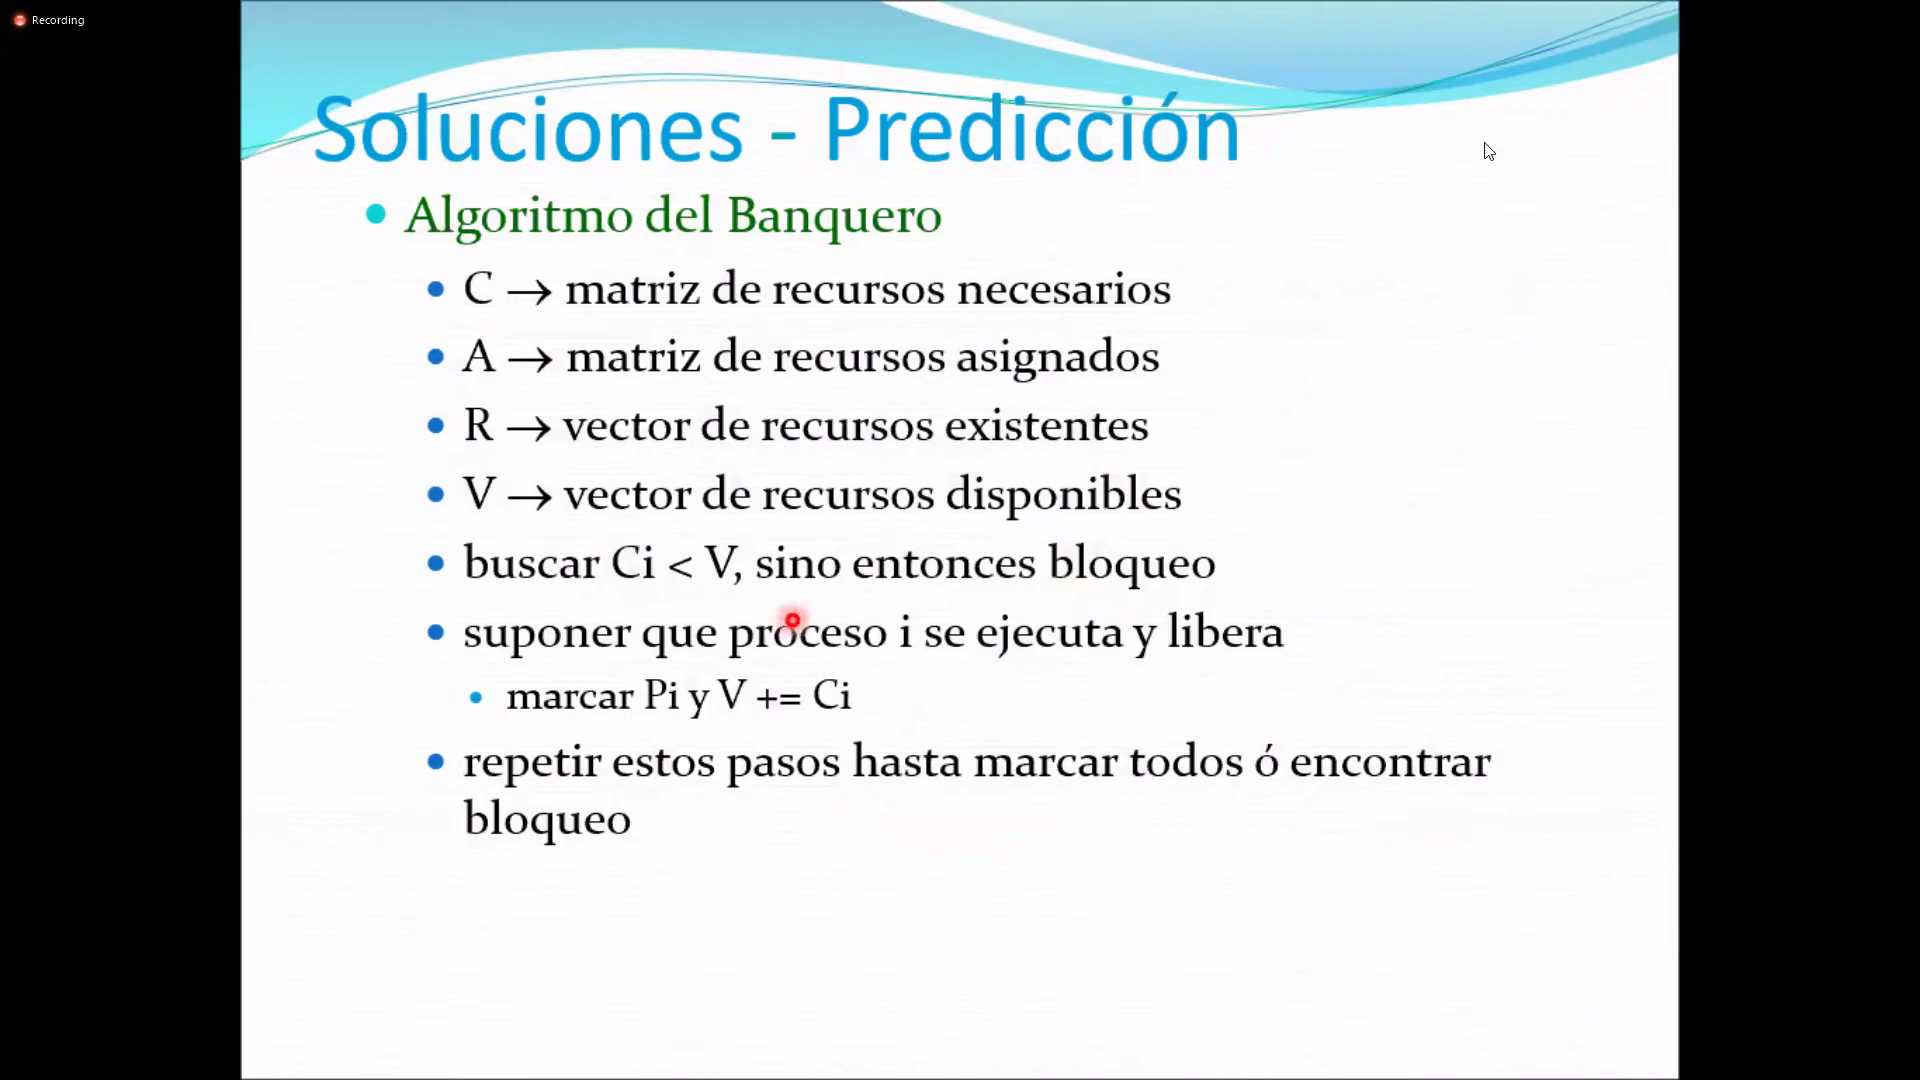 Recording
Soluciones - Predicción
• Algoritmo del Banquero
• C → matriz de recursos necesarios
• A → matriz de recursos asignados
• R → vector de recursos existentes
• V → vector de recursos disponibles
• buscar Ci < V, sino entonces bloqueo
• suponer que proceso i se ejecuta y libera
• marcar Pi y V += Ci
• repetir estos pasos hasta marcar todos ó encontrar
bloqueo